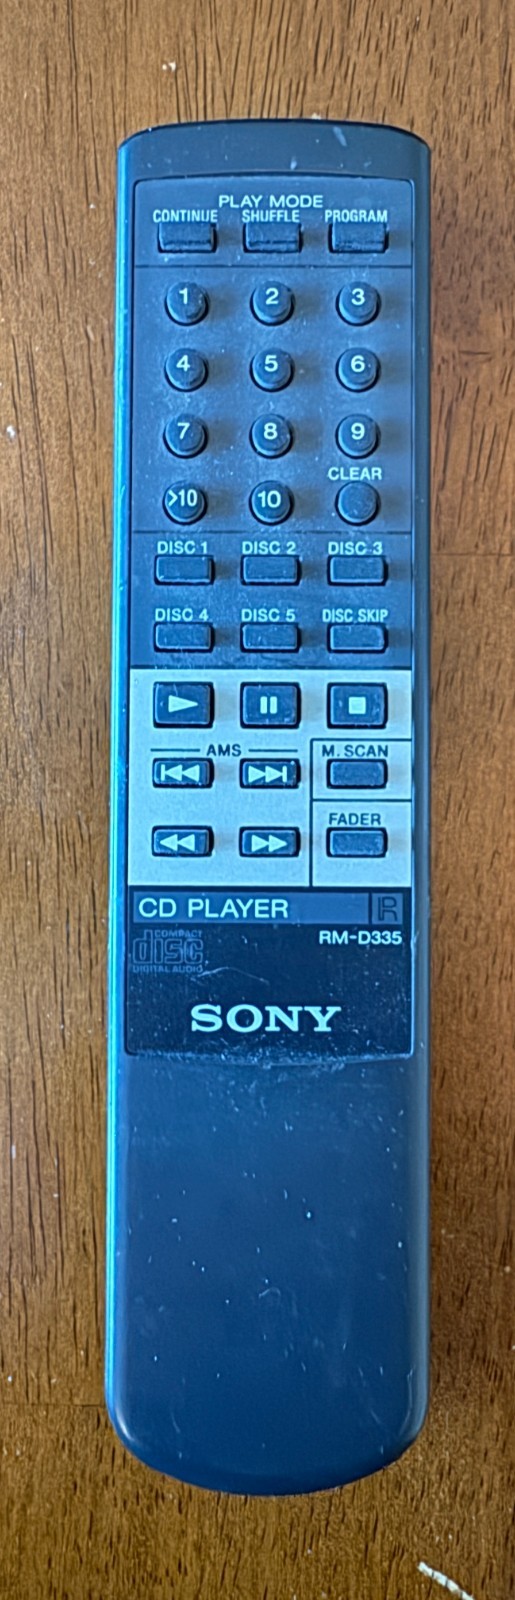 PLAY MODE
CONTINUE SHUFFLE PROGRAM
1 2 3
4 5 6
7 8 9
CLEAR
>10 10
DISC 1 DISC 2 DISC 3
DISC 4 DISC 5 DISC SKIP
AMS M. SCAN
FADER
CD PLAYER R
RM-D335
COMPACT
disc
DIGITAL AUDIO
SONY